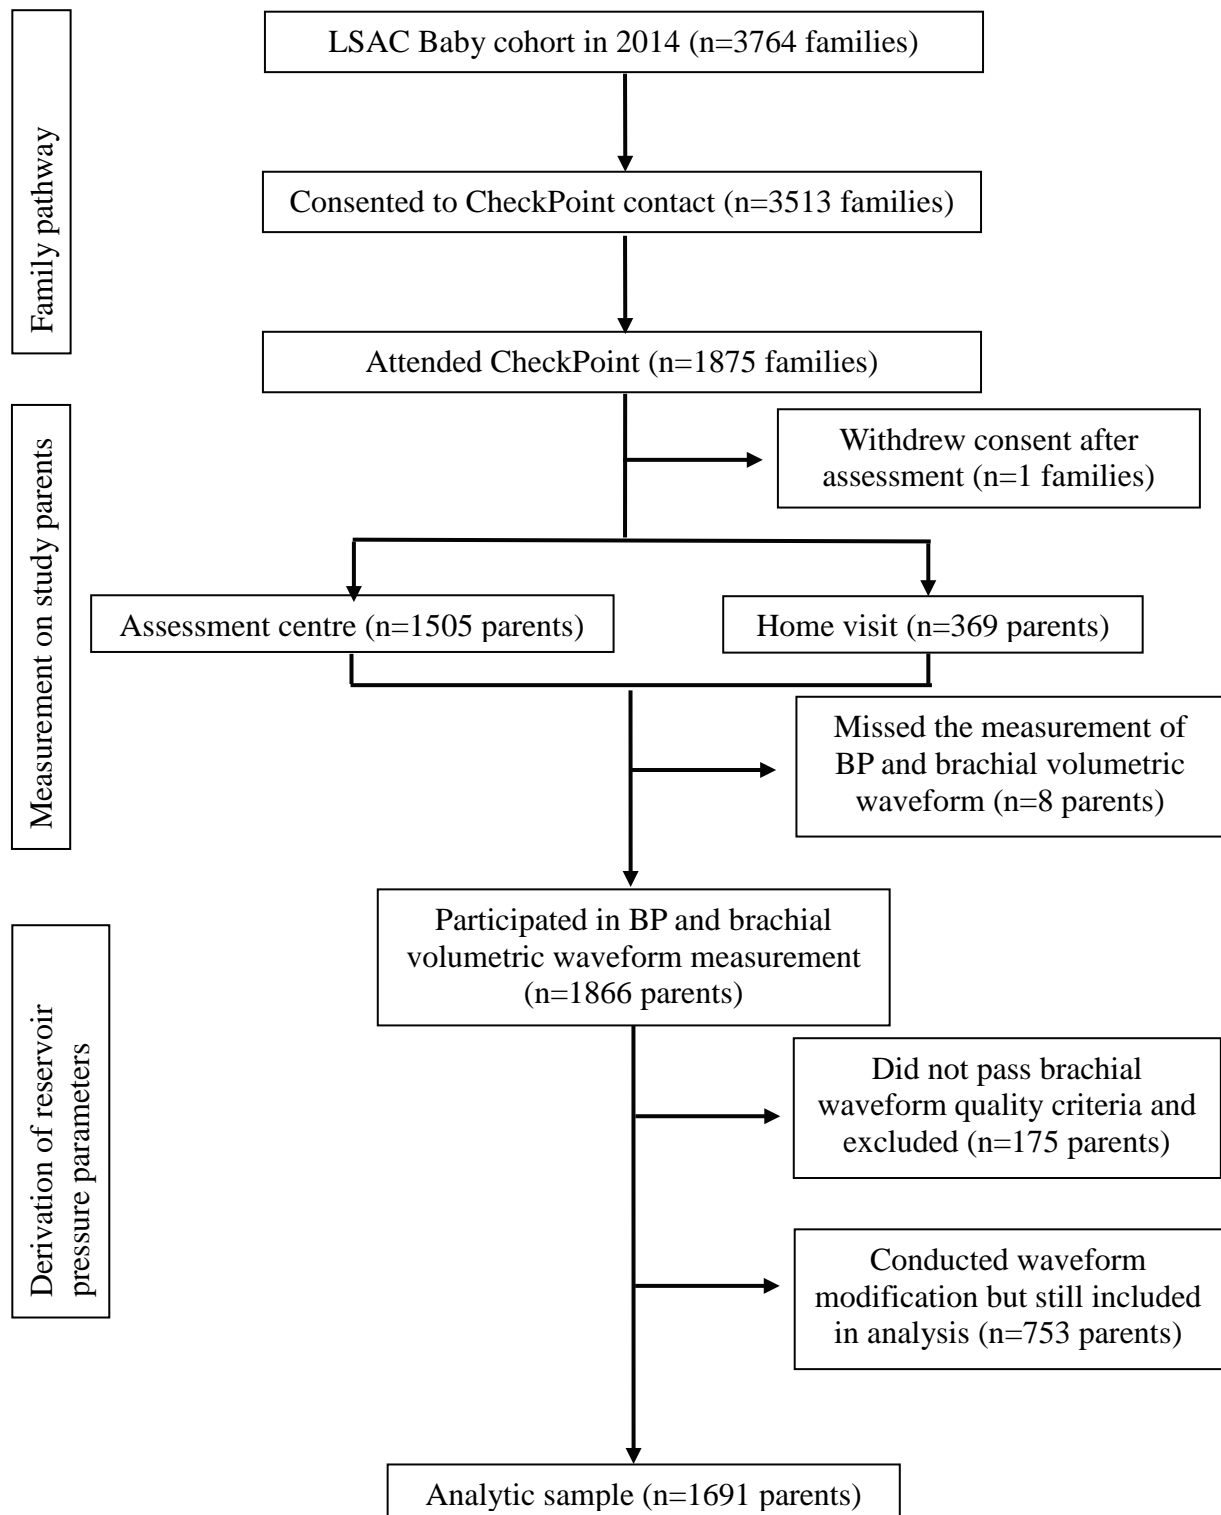 LSAC Baby cohort in 2014 (n=3764 families)
Family pathway
Consented to CheckPoint contact (n=3513 families)
Attended CheckPoint (n=1875 families)
Measurement on study parents
Withdrew consent after
assessment (n=1 families)
Assessment centre (n=1505 parents)
Home visit (n=369 parents)
Missed the measurement of
BP and brachial volumetric
waveform (n=8 parents)
Participated in BP and brachial
volumetric waveform measurement
(n=1866 parents)
Derivation of reservoir
pressure parameters
Did not pass brachial
waveform quality criteria and
excluded (n=175 parents)
Conducted waveform
modification but still included
in analysis (n=753 parents)
Analytic sample (n=1691 parents)